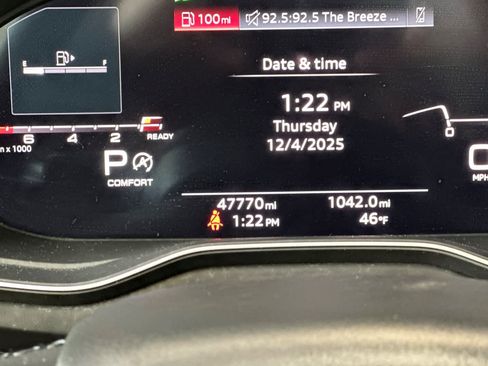 100mi 92.5:92.5 The Breeze ...
E F
Date & time
1:22 PM
Thursday
12/4/2025
6 4 2 READY
x 1000
P A
COMFORT
MPH
47770mi 1042.0mi
1:22 PM 46°F